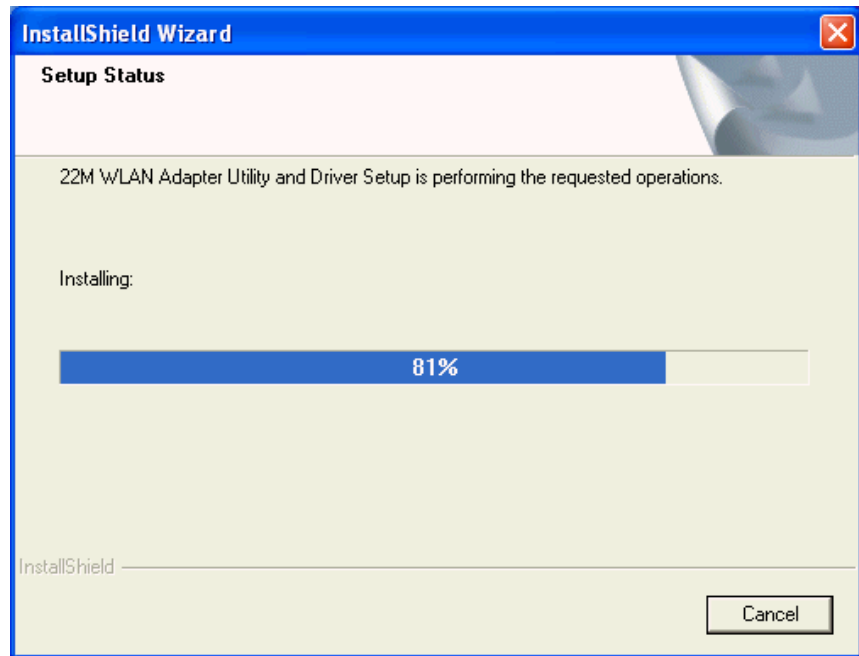 InstallShield Wizard
Setup Status
22M WLAN Adapter Utility and Driver Setup is performing the requested operations.
Installing:
81%
InstallShield
Cancel